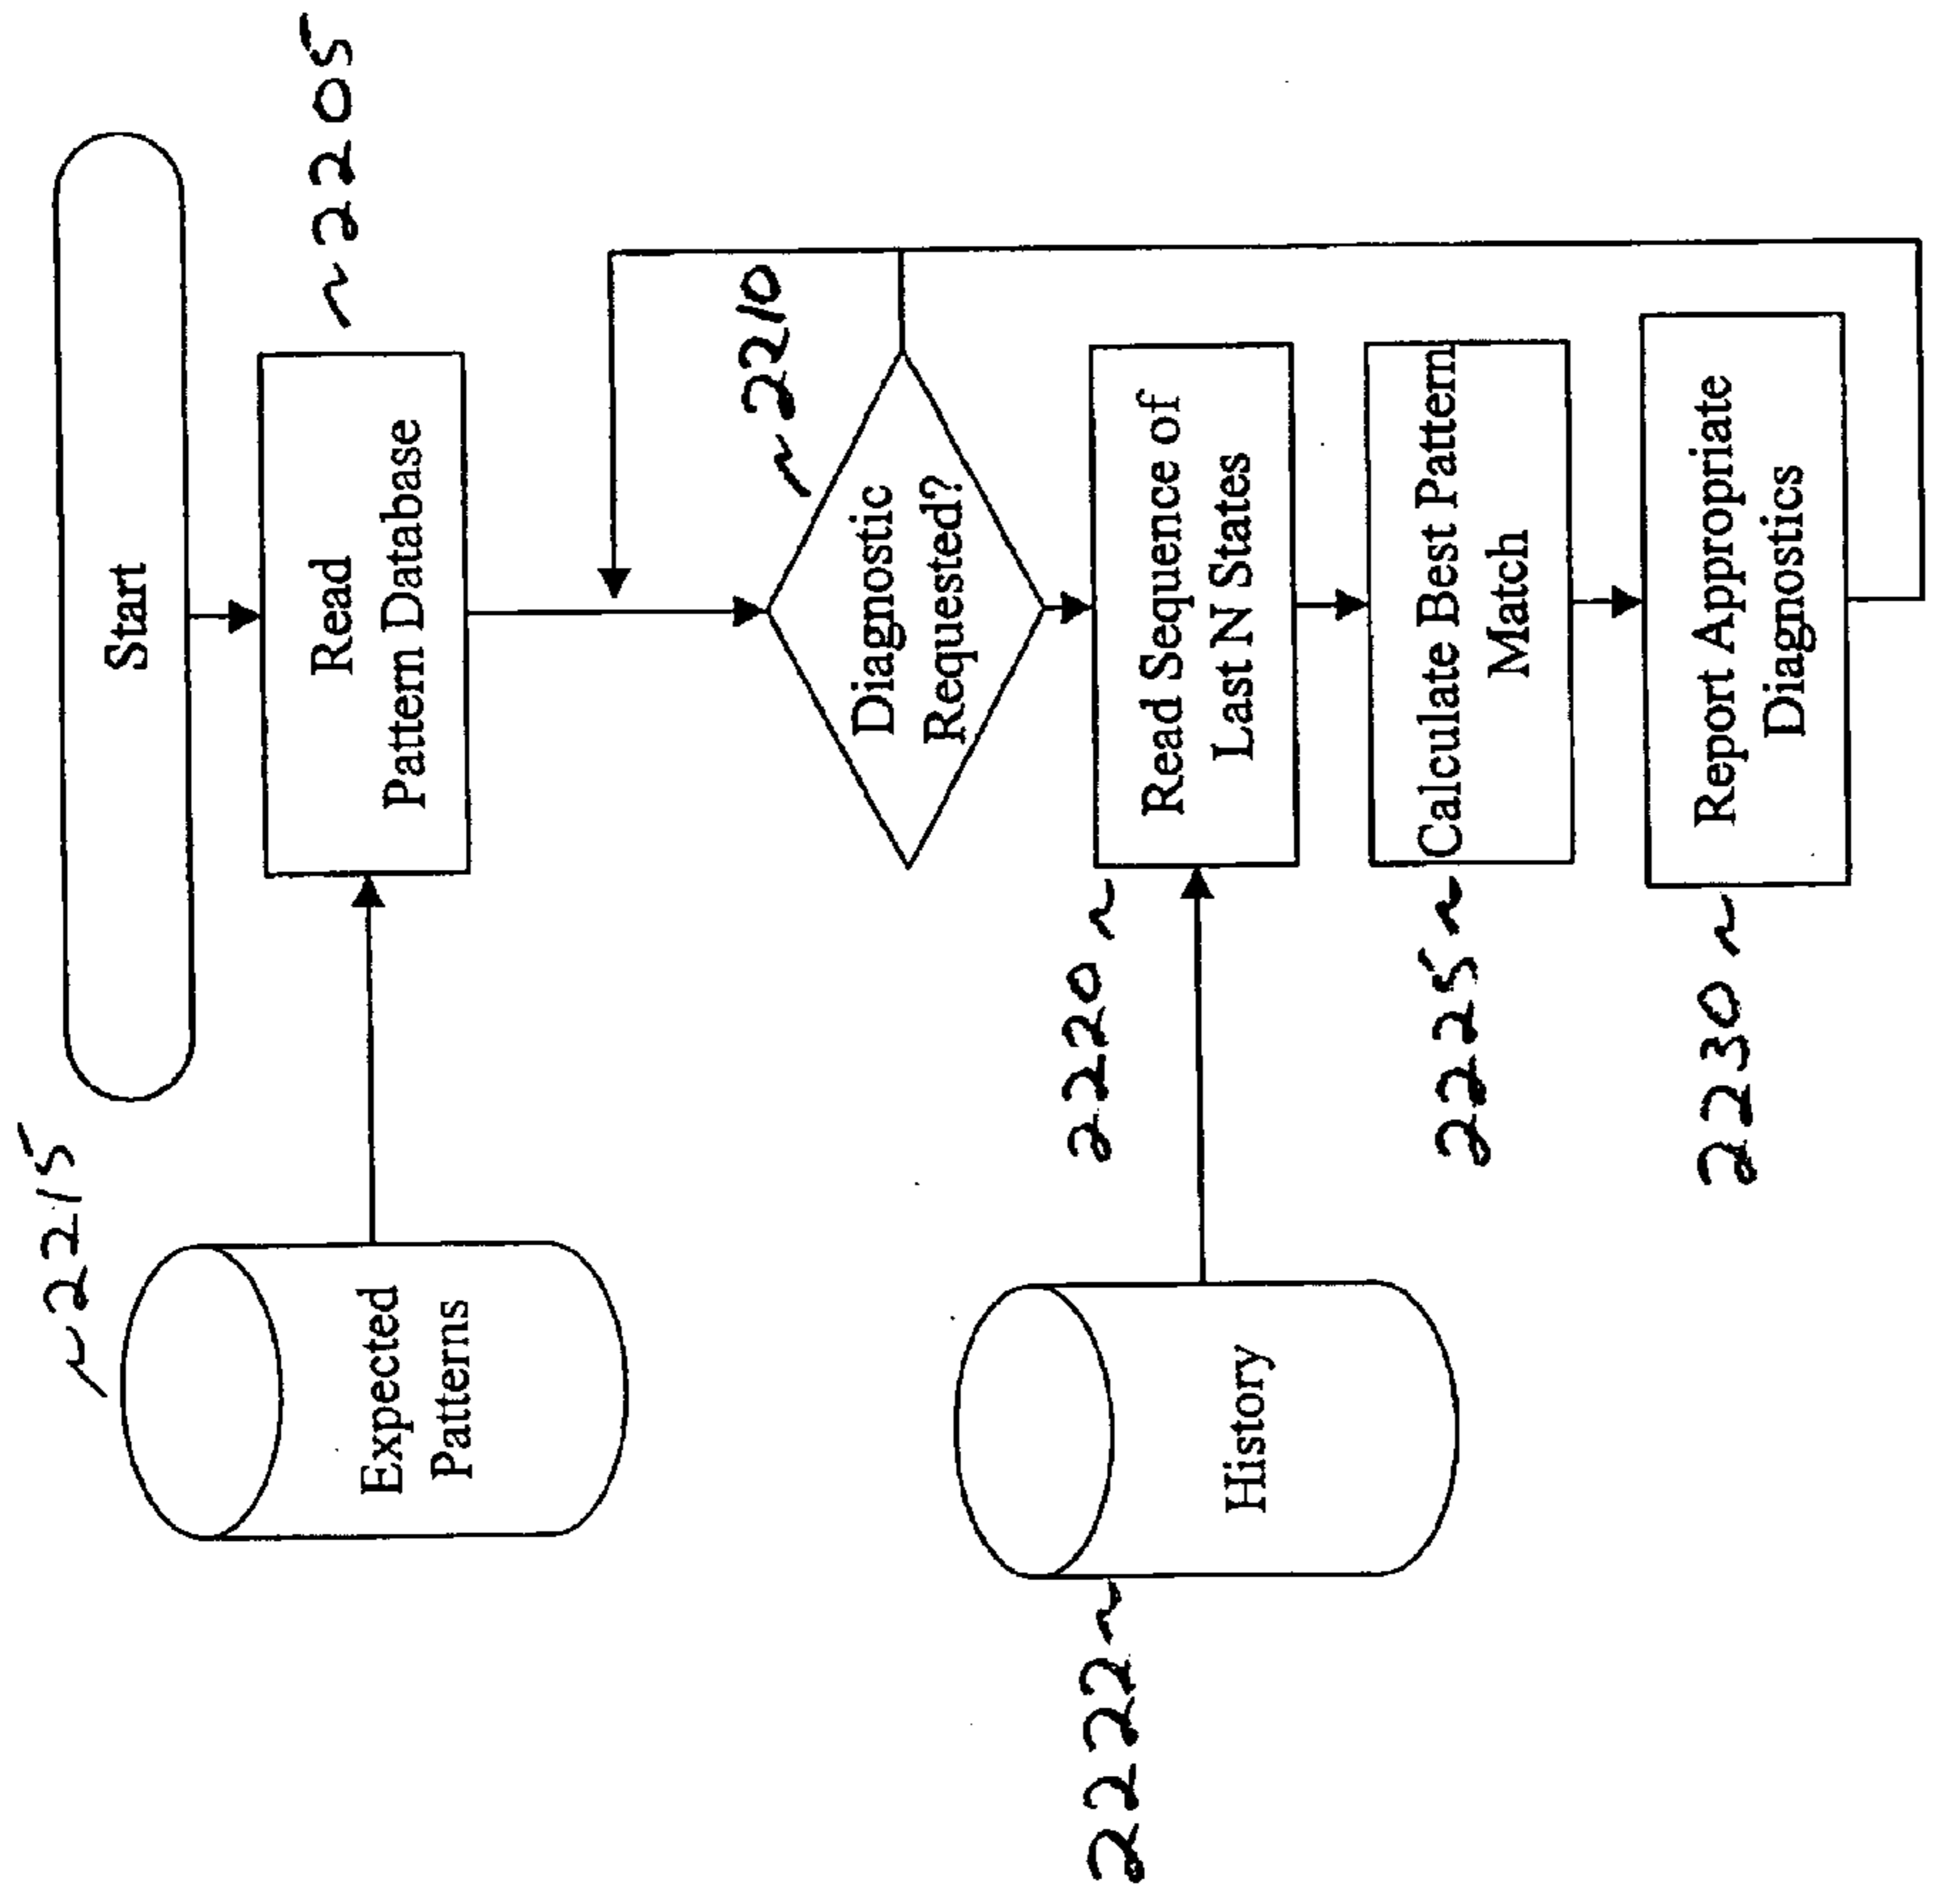 Start
2205
2215
Read
Pattern Database
Expected
Patterns
2210
Diagnostic
Requested?
2220
Read Sequence of
Last N States
2222
History
2225
Calculate Best Pattern
Match
2230
Report Appropriate
Diagnostics